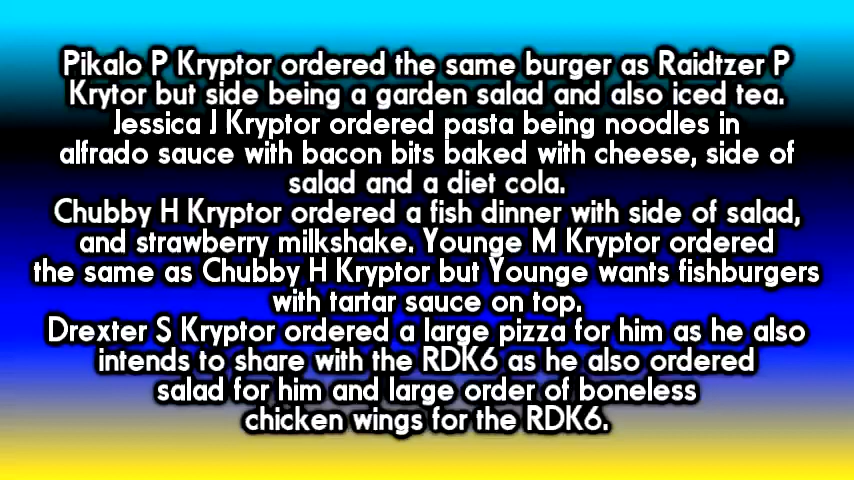 Pikalo P Kryptor ordered the same burger as Raidtzer P
Krytor but side being a garden salad and also iced tea.
Jessica J Kryptor ordered pasta being noodles in
alfrado sauce with bacon bits baked with cheese, side of
salad and a diet cola.
Chubby H Kryptor ordered a fish dinner with side of salad,
and strawberry milkshake. Younge M Kryptor ordered
the same as Chubby H Kryptor but Younge wants fishburgers
with tartar sauce on top.
Drexter S Kryptor ordered a large pizza for him as he also
intends to share with the RDK6 as he also ordered
salad for him and large order of boneless
chicken wings for the RDK6.